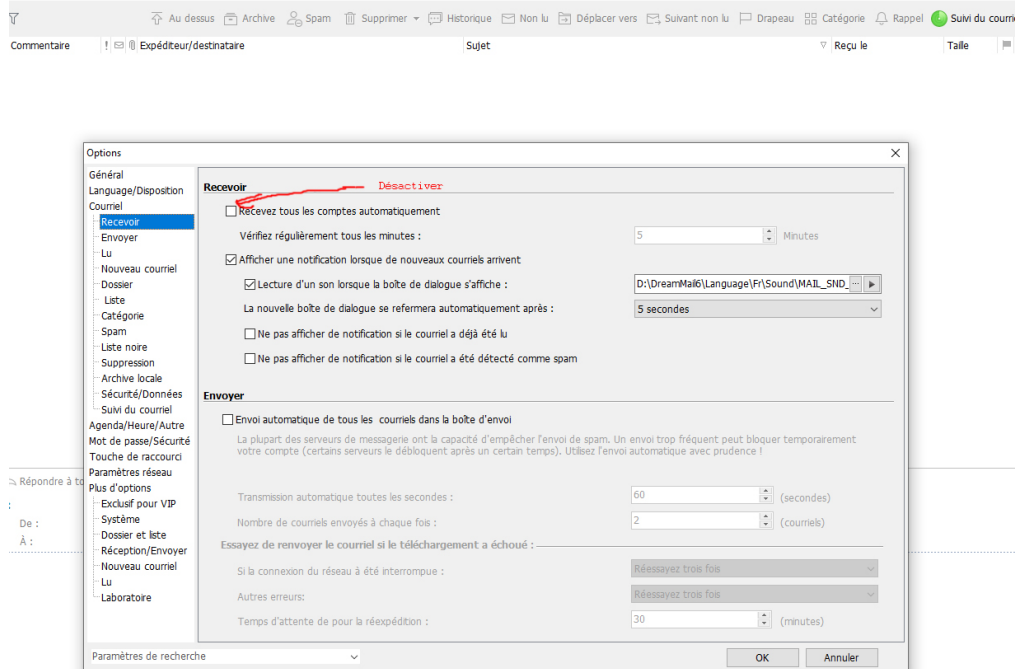 Au dessus Archive Spam Supprimer Historique Non lu Déplacer vers Suivant non lu Drapeau Catégorie Rappel Suivi du courri
Commentaire ! Expéditeur/destinataire Sujet Reçu le Taille
Options
Général
Language/Disposition
Courriel
Recevoir
Envoyer
Lu
Nouveau courriel
Dossier
Liste
Catégorie
Spam
Liste noire
Suppression
Archive locale
Sécurité/Données
Suivi du courriel
Agenda/Heure/Autre
Mot de passe/Sécurité
Touche de raccourci
Paramètres réseau
Plus d'options
Exclusif pour VIP
Système
Dossier et liste
Réception/Envoyer
Nouveau courriel
Lu
Laboratoire
Paramètres de recherche
Recevoir
Désactiver
Recevez tous les comptes automatiquement
Vérifiez régulièrement tous les minutes : 5 Minutes
Afficher une notification lorsque de nouveaux courriels arrivent
Lecture d'un son lorsque la boîte de dialogue s'affiche : D:\DreamMail6\Language\Fr\Sound\MAIL_SND_ ...
La nouvelle boîte de dialogue se refermera automatiquement après : 5 secondes
Ne pas afficher de notification si le courriel a déjà été lu
Ne pas afficher de notification si le courriel a été détecté comme spam
Envoyer
Envoi automatique de tous les courriels dans la boîte d'envoi
La plupart des serveurs de messagerie ont la capacité d'empêcher l'envoi de spam. Un envoi trop fréquent peut bloquer temporairement
votre compte (certains serveurs le débloquent après un certain temps). Utilisez l'envoi automatique avec prudence !
Transmission automatique toutes les secondes : 60 (secondes)
Nombre de courriels envoyés à chaque fois : 2 (courriels)
Essayez de renvoyer le courriel si le téléchargement a échoué :
Si la connexion du réseau à été interrompue : Réessayez trois fois
Autres erreurs: Réessayez trois fois
Temps d'attente de pour la réexpédition : 30 (minutes)
OK Annuler
Répondre à to
:
De :
À :